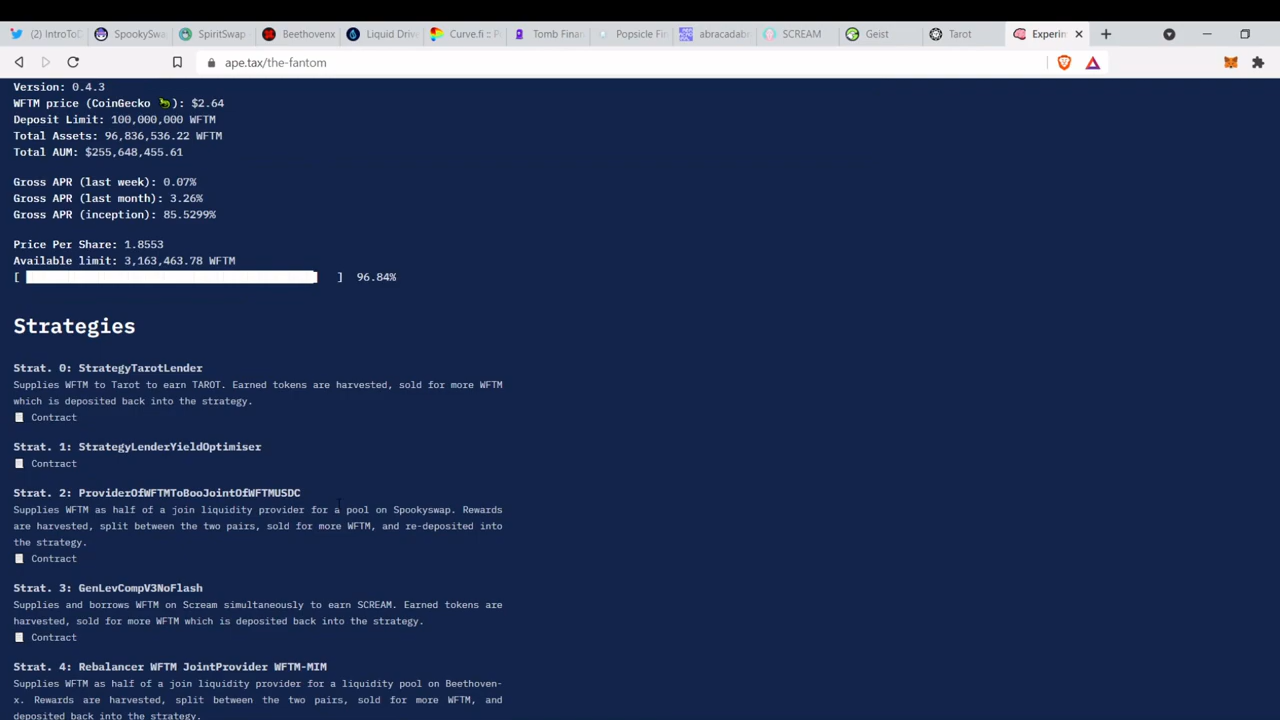 (2) IntroToD
SpookySwa
SpiritSwap
Beethovenx
Liquid Drive
Curve.fi :: P
Tomb Finan
Popsicle Fin
abracadabr
SCREAM
Geist
Tarot
Experim
ape.tax/the-fantom
Version: 0.4.3
WFTM price (CoinGecko 🦎): $2.64
Deposit Limit: 100,000,000 WFTM
Total Assets: 96,836,536.22 WFTM
Total AUM: $255,648,455.61
Gross APR (last week): 0.07%
Gross APR (last month): 3.26%
Gross APR (inception): 85.5299%
Price Per Share: 1.8553
Available limit: 3,163,463.78 WFTM
[ ] 96.84%
Strategies
Strat. 0: StrategyTarotLender
Supplies WFTM to Tarot to earn TAROT. Earned tokens are harvested, sold for more WFTM
which is deposited back into the strategy.
Contract
Strat. 1: StrategyLenderYieldOptimiser
Contract
Strat. 2: ProviderOfWFTMToBooJointOfWFTMUSDC
Supplies WFTM as half of a join liquidity provider for a pool on Spookyswap. Rewards
are harvested, split between the two pairs, sold for more WFTM, and re-deposited into
the strategy.
Contract
Strat. 3: GenLevCompV3NoFlash
Supplies and borrows WFTM on Scream simultaneously to earn SCREAM. Earned tokens are
harvested, sold for more WFTM which is deposited back into the strategy.
Contract
Strat. 4: Rebalancer WFTM JointProvider WFTM-MIM
Supplies WFTM as half of a join liquidity provider for a liquidity pool on Beethoven-
x. Rewards are harvested, split between the two pairs, sold for more WFTM, and
deposited back into the strategy.